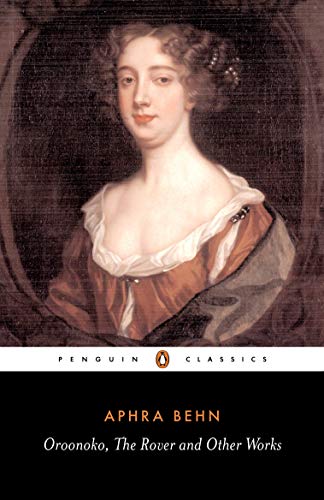 PENGUIN CLASSICS
APHRA BEHN
Oroonoko, The Rover and Other Works